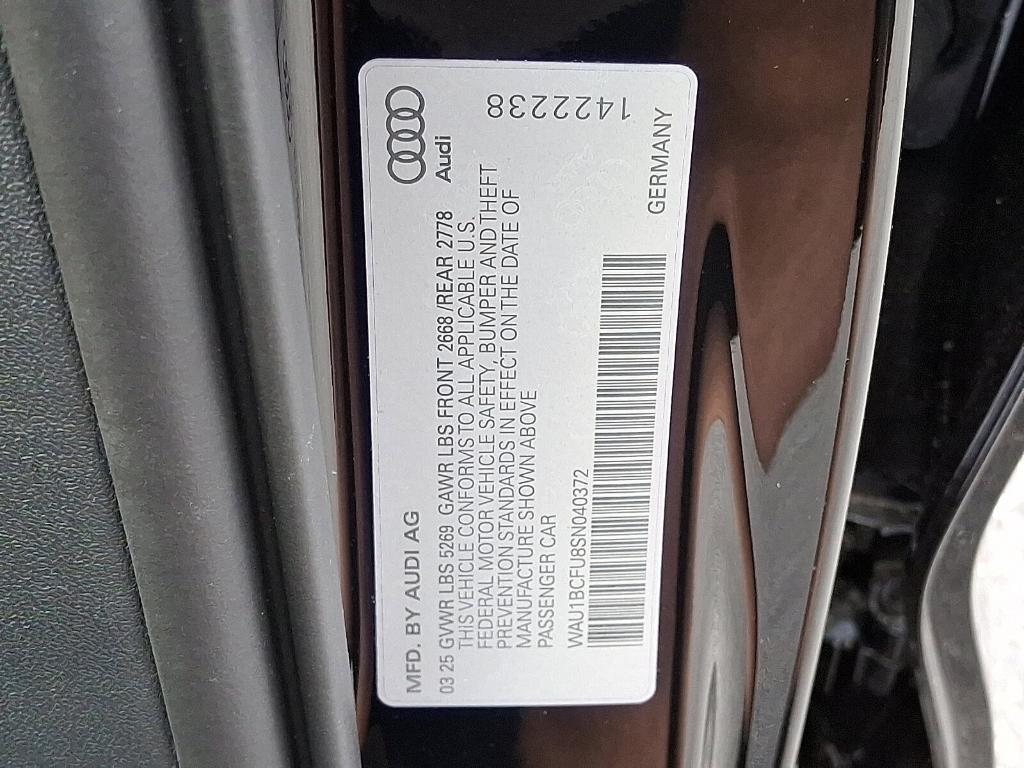 MFD. BY AUDI AG
Audi
03 25 GVWR LBS 5269 GAWR LBS FRONT 2668 /REAR 2778
THIS VEHICLE CONFORMS TO ALL APPLICABLE U.S.
FEDERAL MOTOR VEHICLE SAFETY, BUMPER AND THEFT
PREVENTION STANDARDS IN EFFECT ON THE DATE OF
MANUFACTURE SHOWN ABOVE
PASSENGER CAR
WAU1BCFU8SN040372
GERMANY
1422238